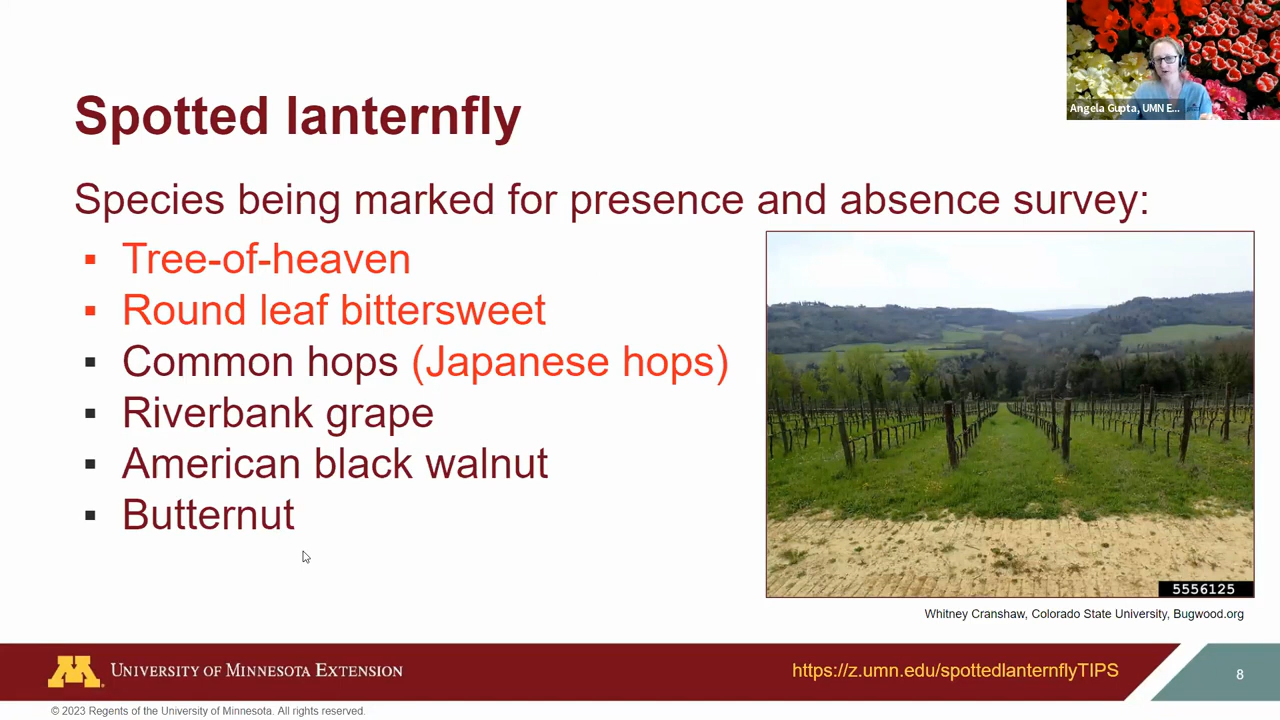 Angela Gupta, UMN E...
Spotted lanternfly
Species being marked for presence and absence survey:
▪ Tree-of-heaven
▪ Round leaf bittersweet
▪ Common hops (Japanese hops)
▪ Riverbank grape
▪ American black walnut
▪ Butternut
5556125
Whitney Cranshaw, Colorado State University, Bugwood.org
M
UNIVERSITY OF MINNESOTA EXTENSION
https://z.umn.edu/spottedlanternflyTIPS
8
© 2023 Regents of the University of Minnesota. All rights reserved.